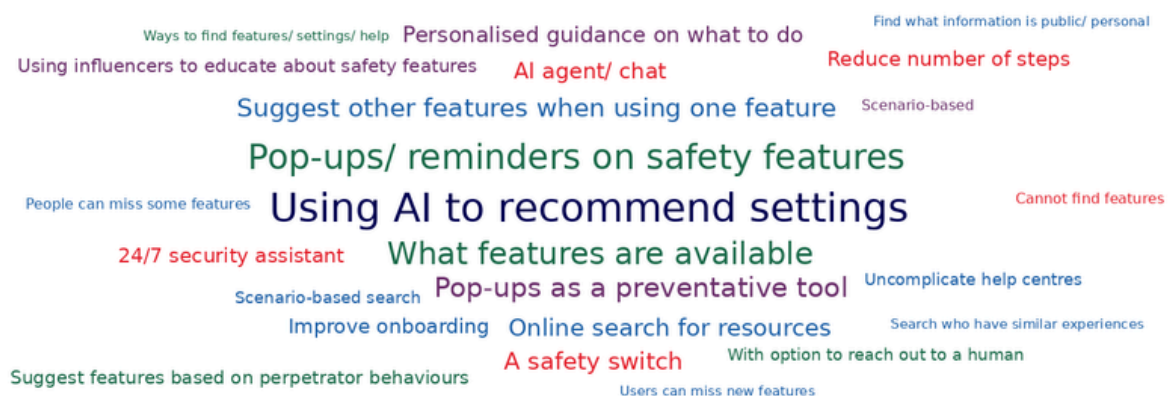 Find what information is public/ personal
Ways to find features/ settings/ help
Personalised guidance on what to do
Reduce number of steps
Using influencers to educate about safety features
AI agent/ chat
Suggest other features when using one feature
Scenario-based
Pop-ups/ reminders on safety features
People can miss some features
Using AI to recommend settings
Cannot find features
24/7 security assistant
What features are available
Uncomplicate help centres
Scenario-based search
Pop-ups as a preventative tool
Improve onboarding
Online search for resources
Search who have similar experiences
A safety switch
With option to reach out to a human
Suggest features based on perpetrator behaviours
Users can miss new features